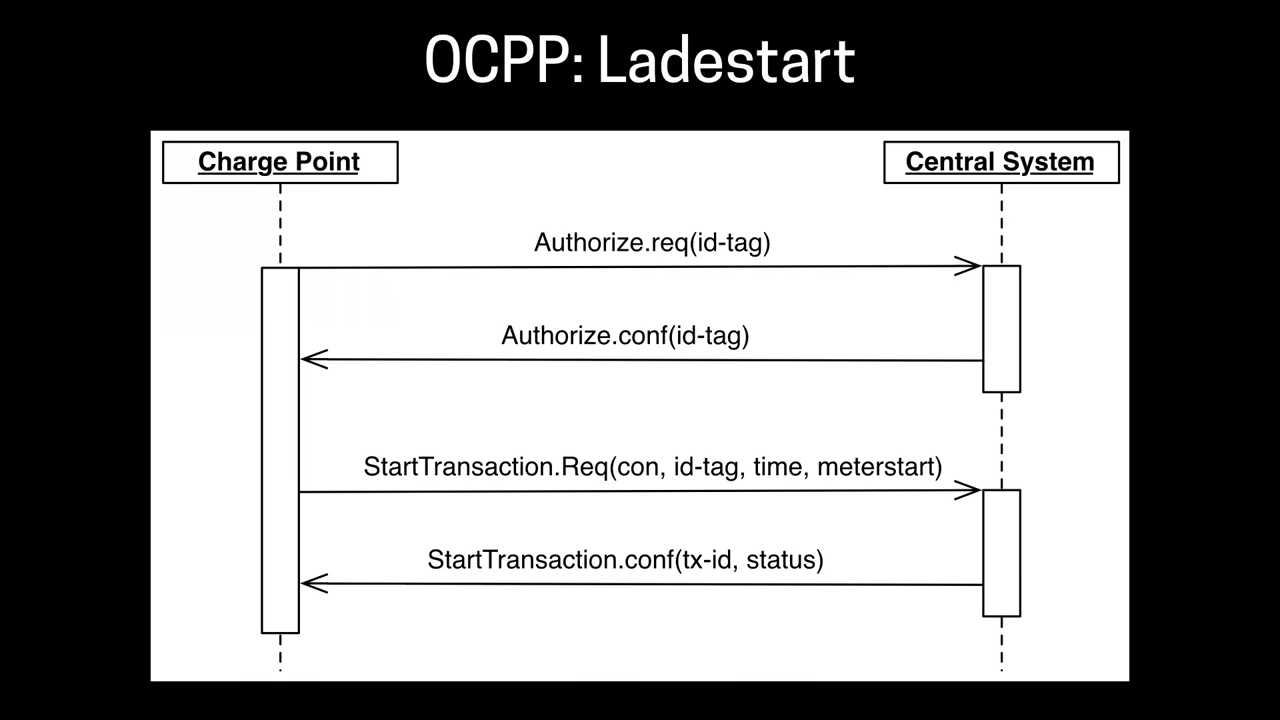 OCPP: Ladestart
Charge Point
Central System
Authorize.req(id-tag)
Authorize.conf(id-tag)
StartTransaction.Req(con, id-tag, time, meterstart)
StartTransaction.conf(tx-id, status)